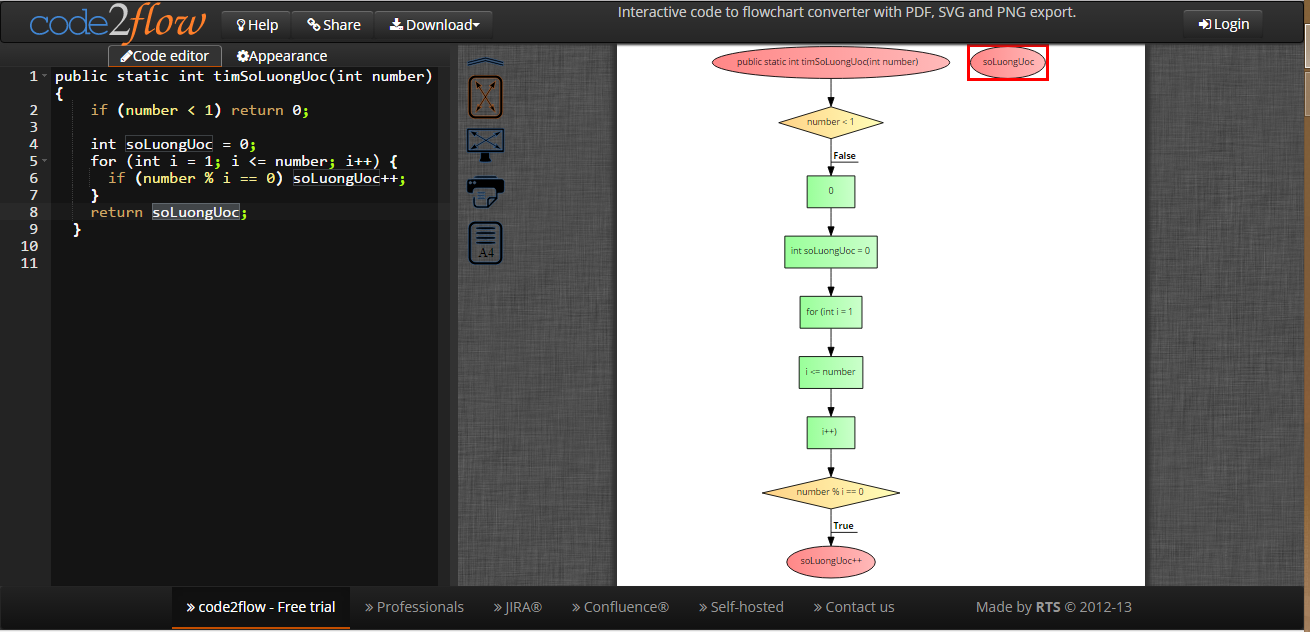 code2flow
Help
Share
Download
Interactive code to flowchart converter with PDF, SVG and PNG export.
Login
Code editor
Appearance
1 public static int timSoLuongUoc(int number)
{
2 if (number < 1) return 0;
3
4 int soLuongUoc = 0;
5 for (int i = 1; i <= number; i++) {
6 if (number % i == 0) soLuongUoc++;
7 }
8 return soLuongUoc;
9 }
10
11
A4
public static int timSoLuongUoc(int number)
soLuongUoc
number < 1
False
0
int soLuongUoc = 0
for (int i = 1
i <= number
i++)
number % i == 0
True
soLuongUoc++
» code2flow - Free trial
» Professionals
» JIRA®
» Confluence®
» Self-hosted
» Contact us
Made by RTS © 2012-13